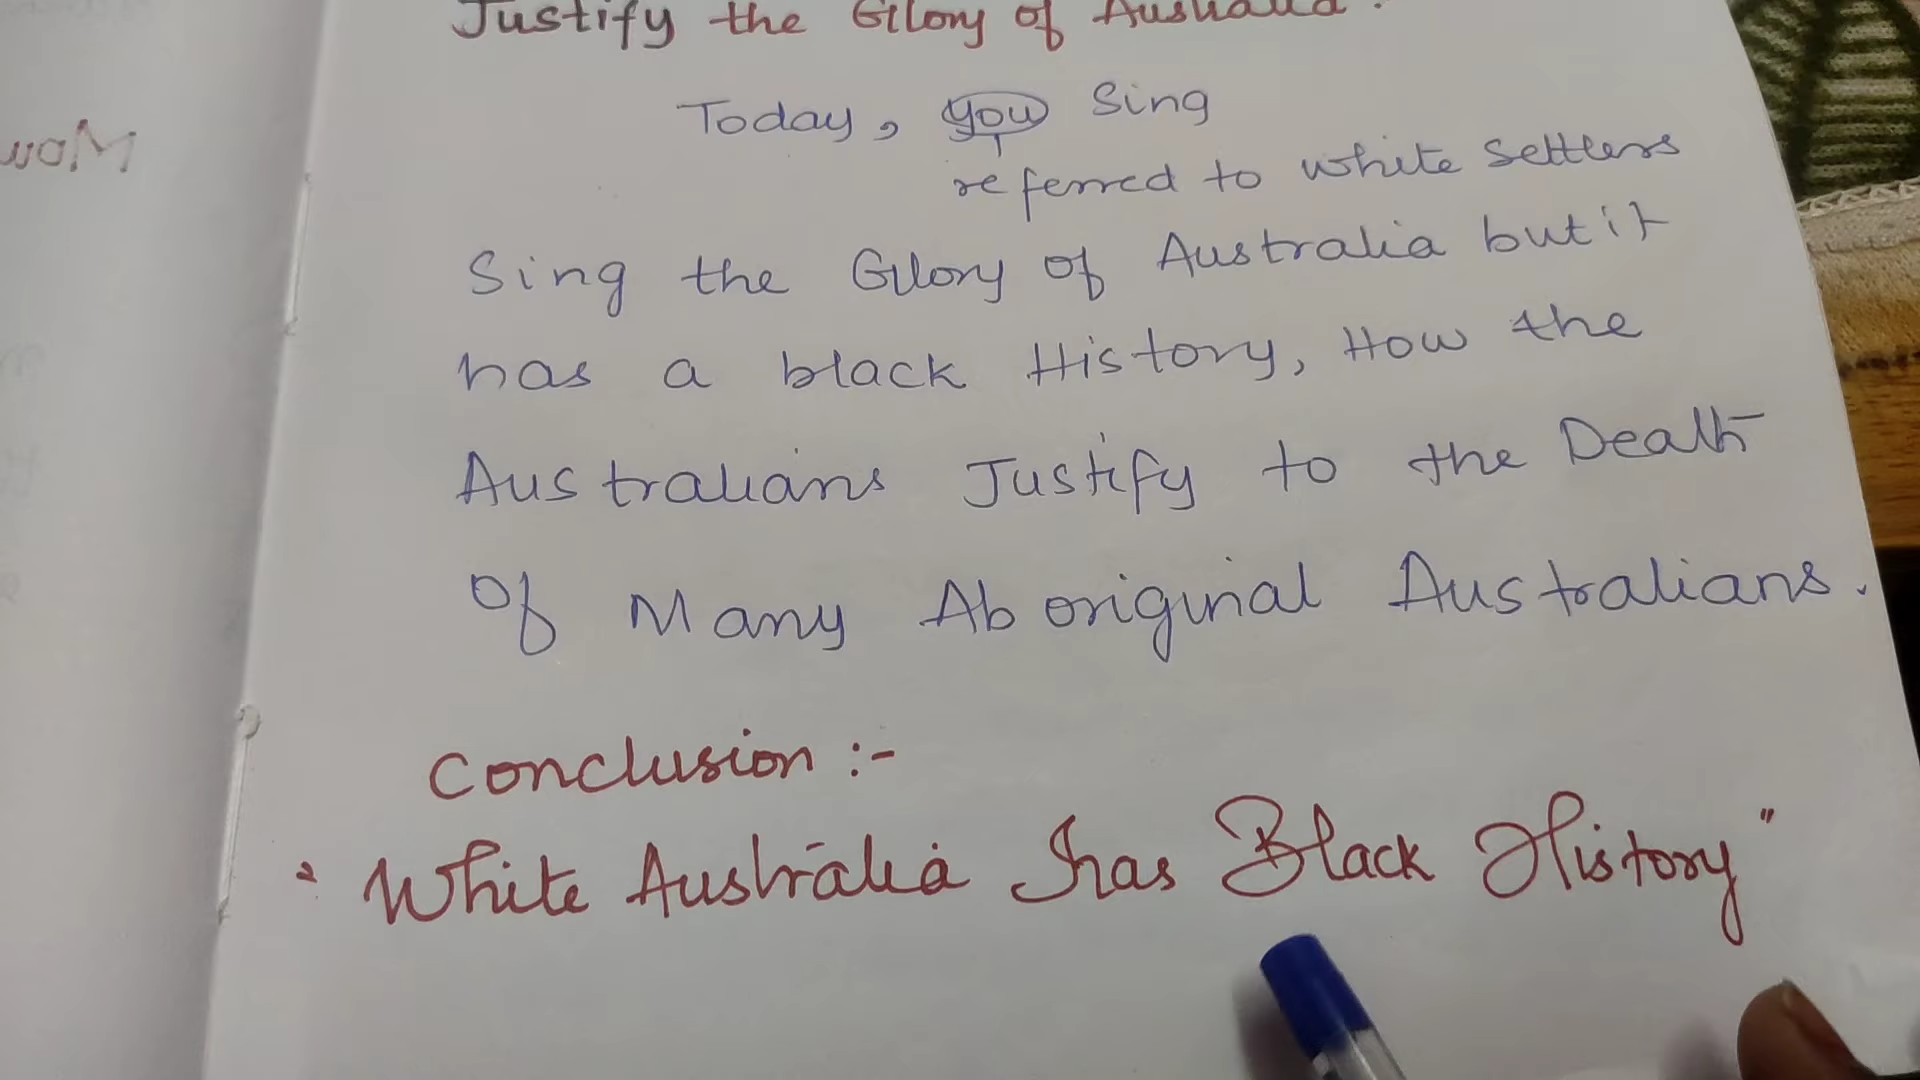 Justify the Glory of Australia.
Today, you Sing
referred to white Settlers
Sing the Glory of Australia but it
has a black History, How the
Australians Justify to the Death
Of Many Aboriginal Australians.
Conclusion :-
"White Australia has Black History"